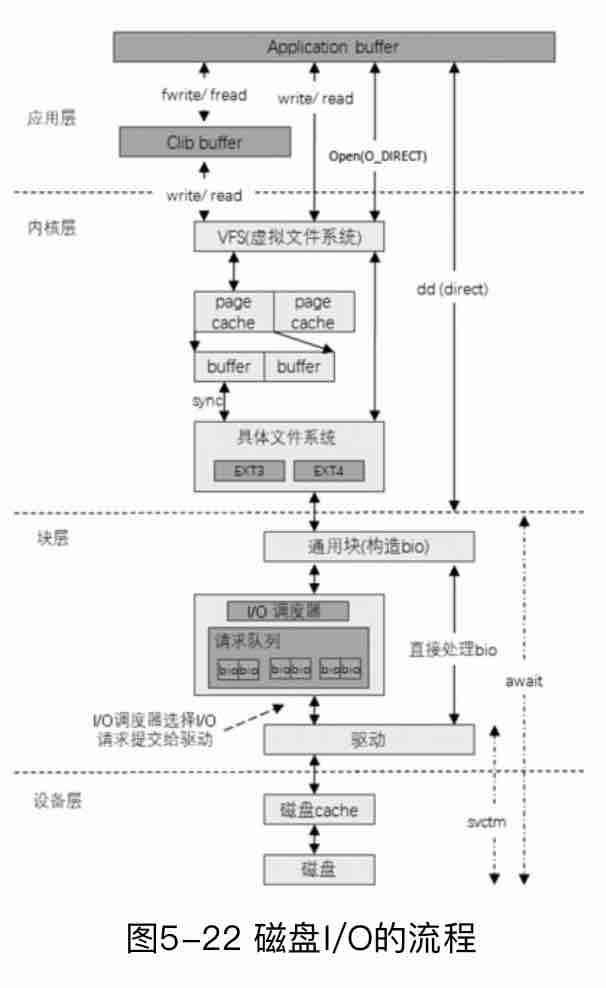 Application buffer
fwrite/ fread
write/ read
应用层
Clib buffer
Open(O_DIRECT)
write/ read
内核层
VFS(虚拟文件系统)
dd (direct)
page cache
page cache
buffer
buffer
sync
具体文件系统
EXT3
EXT4
块层
通用块(构造bio)
I/O 调度器
请求队列
bio bio
bio bio
bio bio
直接处理bio
await
I/O调度器选择I/O
请求提交给驱动
驱动
设备层
磁盘cache
svctm
磁盘
图5-22 磁盘I/O的流程